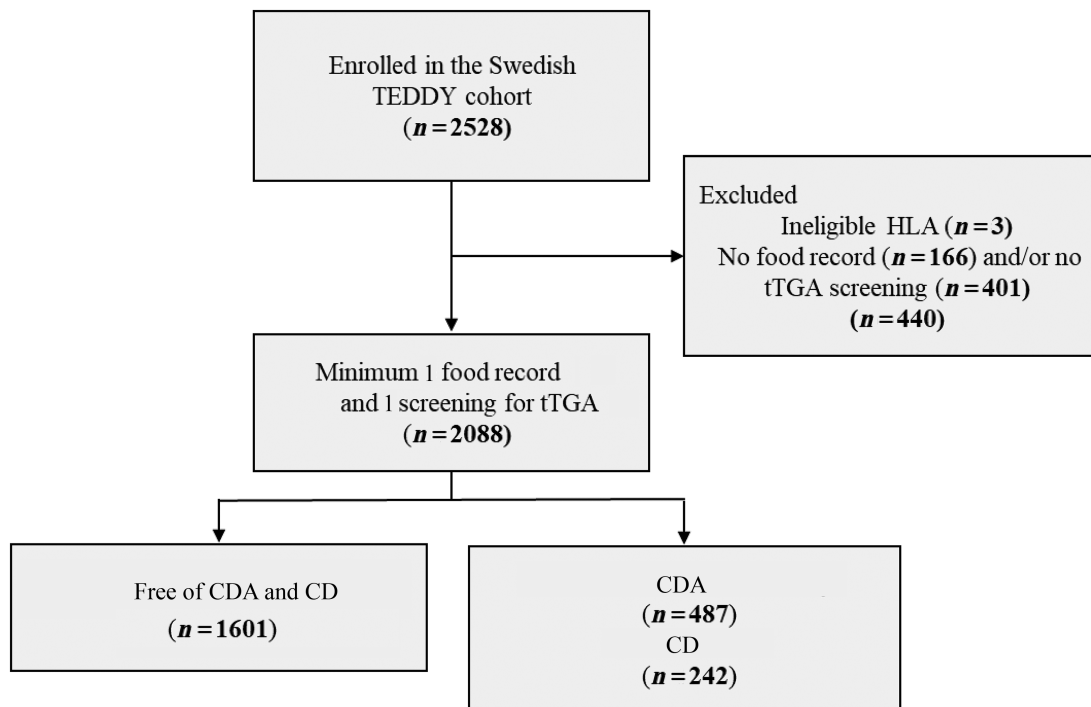 Enrolled in the Swedish
TEDDY cohort
(n=2528)
Excluded
Ineligible HLA (n=3)
No food record (n=166) and/or no
tTGA screening (n=401)
(n=440)
Minimum 1 food record
and 1 screening for tTGA
(n=2088)
Free of CDA and CD
(n=1601)
CDA
(n=487)
CD
(n=242)